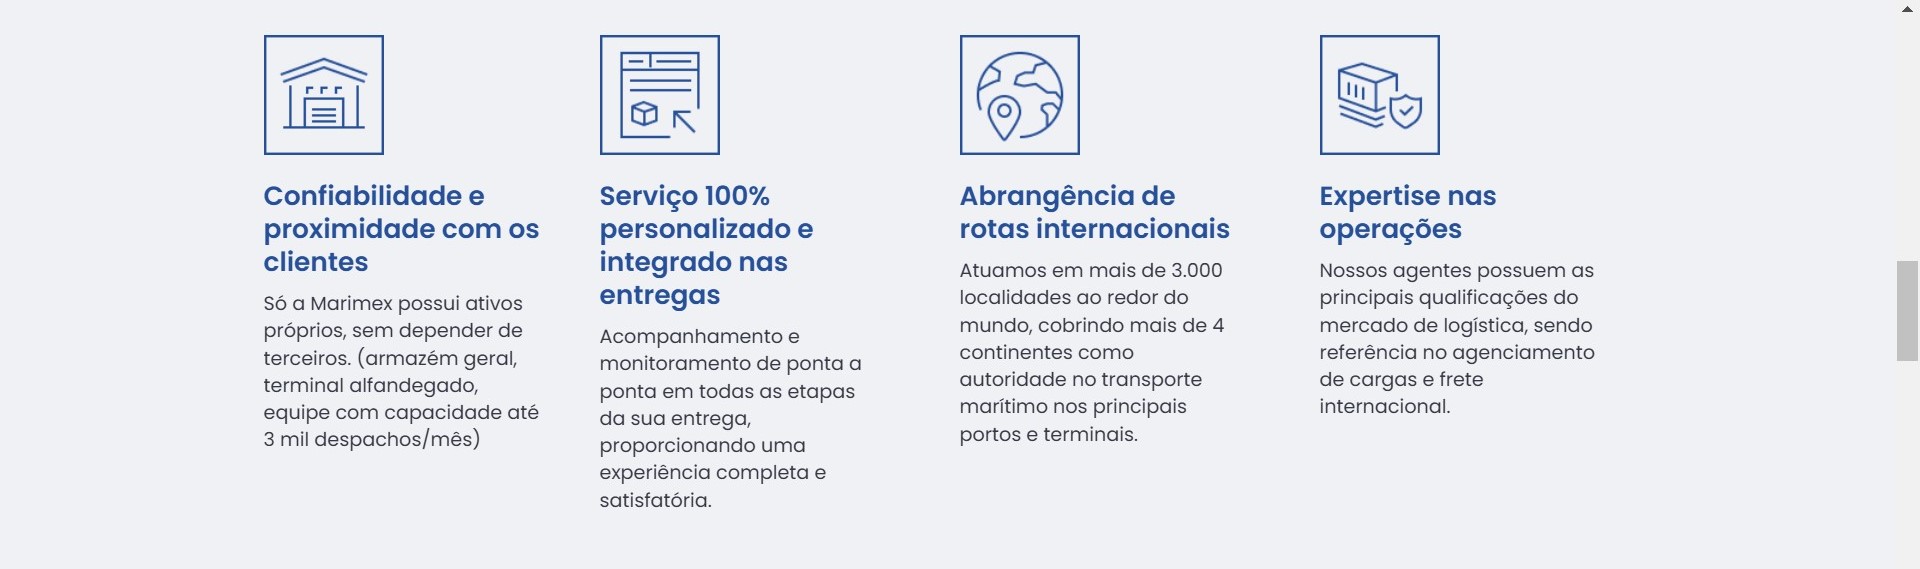 Confiabilidade e
proximidade com os
clientes
Só a Marimex possui ativos
próprios, sem depender de
terceiros. (armazém geral,
terminal alfandegado,
equipe com capacidade até
3 mil despachos/mês)
Serviço 100%
personalizado e
integrado nas
entregas
Acompanhamento e
monitoramento de ponta a
ponta em todas as etapas
da sua entrega,
proporcionando uma
experiência completa e
satisfatória.
Abrangência de
rotas internacionais
Atuamos em mais de 3.000
localidades ao redor do
mundo, cobrindo mais de 4
continentes como
autoridade no transporte
marítimo nos principais
portos e terminais.
Expertise nas
operações
Nossos agentes possuem as
principais qualificações do
mercado de logística, sendo
referência no agenciamento
de cargas e frete
internacional.